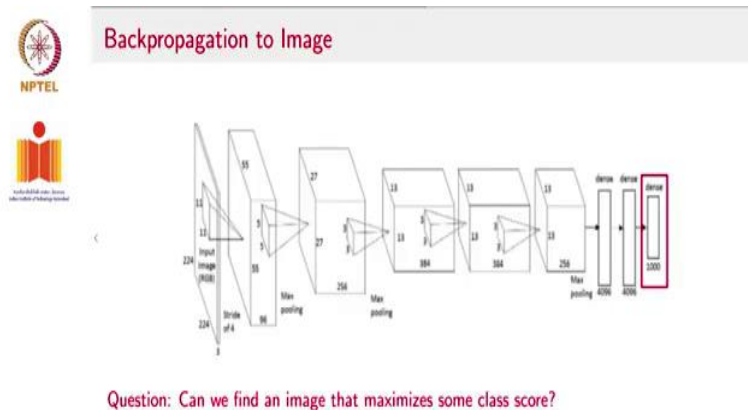 NPTEL
Backpropagation to Image
55
27
13
13
13
dense
dense
dense
11
11
5
5
3
3
3
3
3
3
27
13
13
13
55
224
Input
Image
(RGB)
384
384
256
1000
Max
pooling
4096
4096
256
Max
pooling
Max
pooling
96
Stride
of 4
224
3
Question: Can we find an image that maximizes some class score?